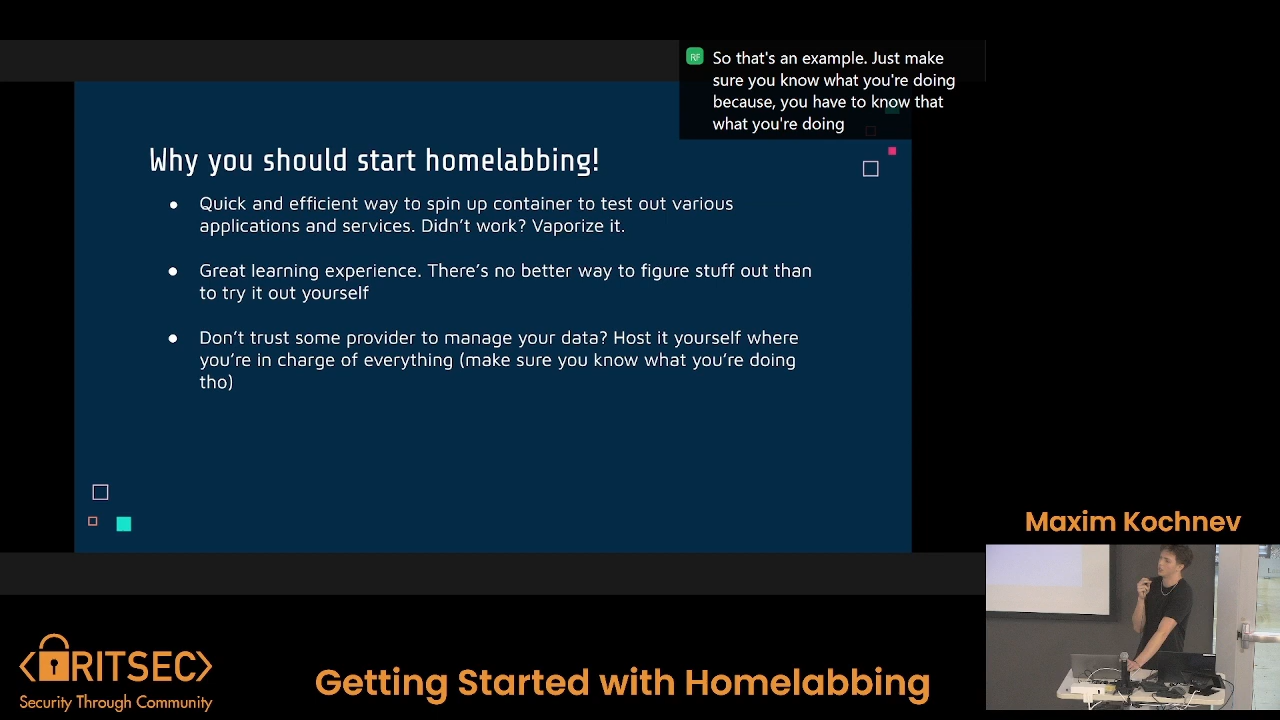 RF
So that's an example. Just make
sure you know what you're doing
because, you have to know that
what you're doing
Why you should start homelabbing!
● Quick and efficient way to spin up container to test out various
applications and services. Didn't work? Vaporize it.
● Great learning experience. There's no better way to figure stuff out than
to try it out yourself
● Don't trust some provider to manage your data? Host it yourself where
you're in charge of everything (make sure you know what you're doing
tho)
Maxim Kochnev
<RITSEC>
Security Through Community
Getting Started with Homelabbing